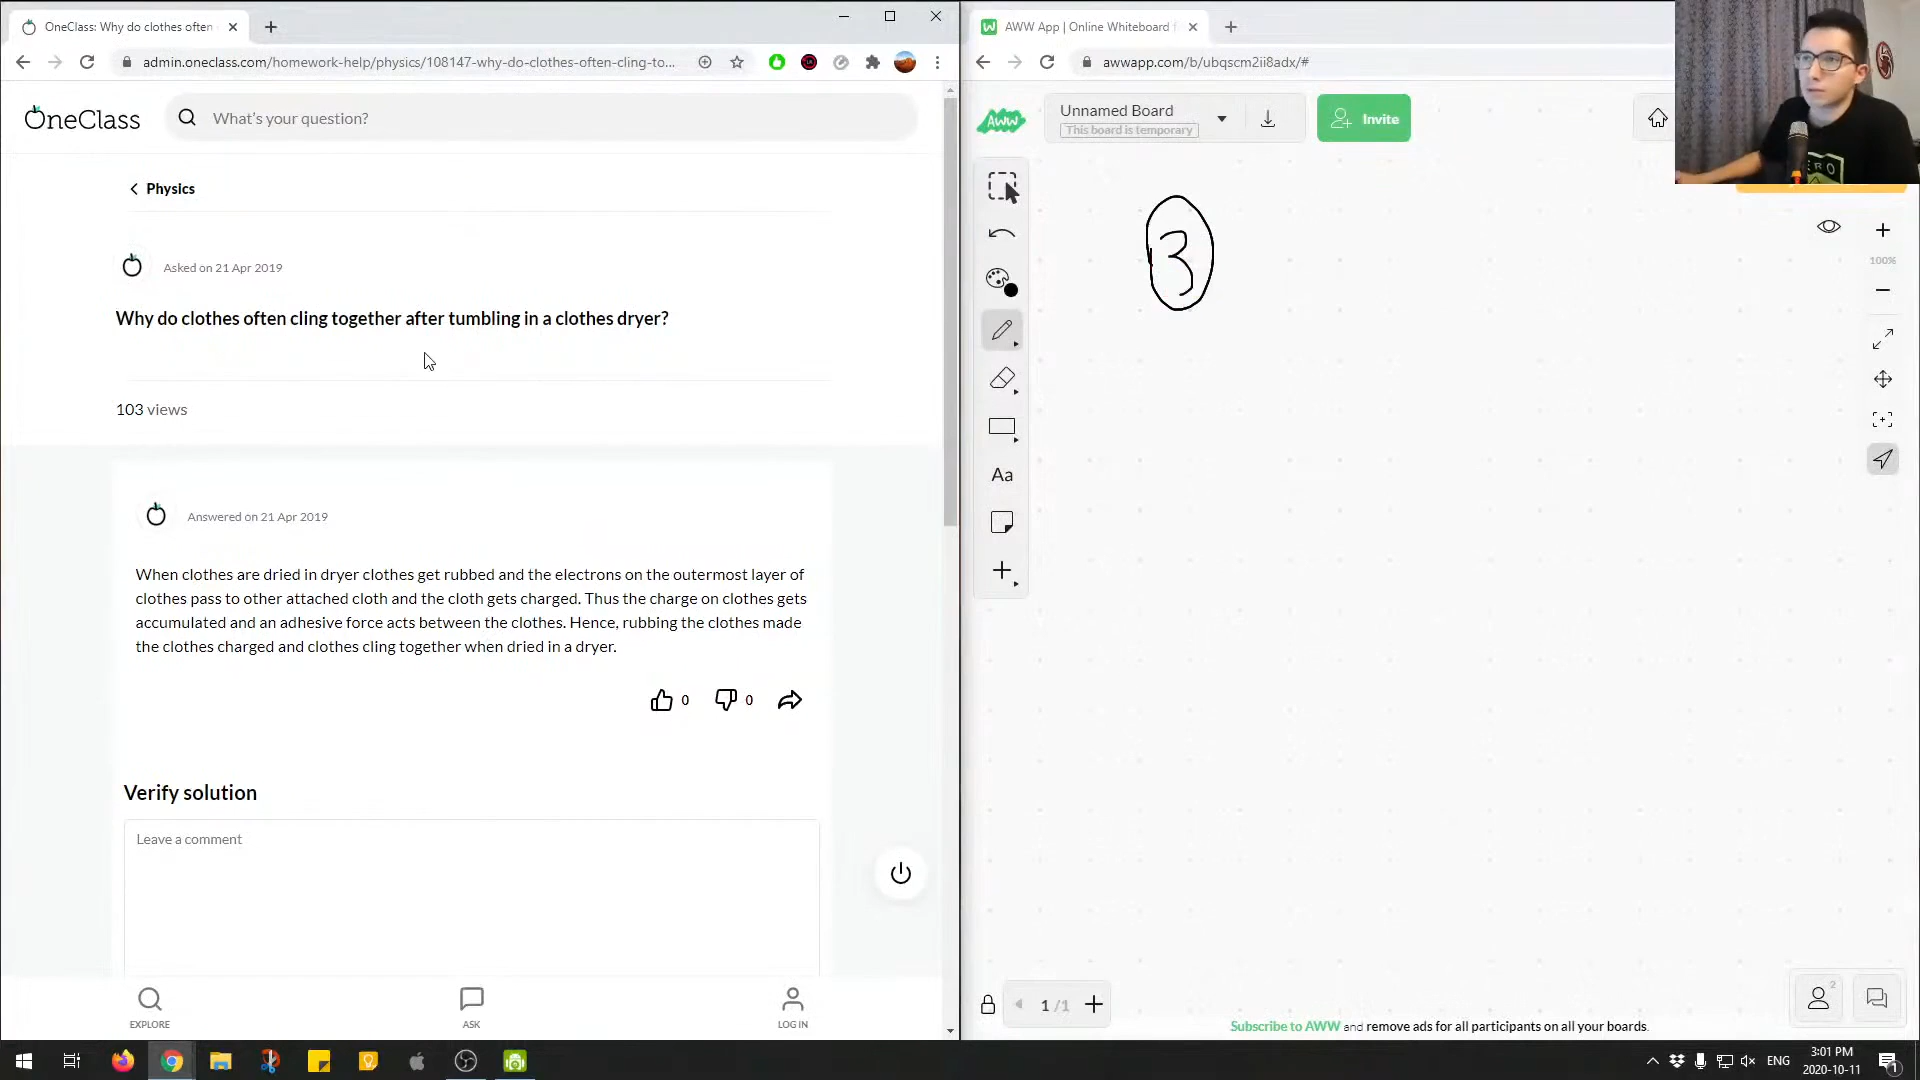 OneClass: Why do clothes often
admin.oneclass.com/homework-help/physics/108147-why-do-clothes-often-cling-to...
OneClass
What's your question?
Physics
Asked on 21 Apr 2019
Why do clothes often cling together after tumbling in a clothes dryer?
103 views
Answered on 21 Apr 2019
When clothes are dried in dryer clothes get rubbed and the electrons on the outermost layer of
clothes pass to other attached cloth and the cloth gets charged. Thus the charge on clothes gets
accumulated and an adhesive force acts between the clothes. Hence, rubbing the clothes made
the clothes charged and clothes cling together when dried in a dryer.
0
0
Verify solution
Leave a comment
EXPLORE
ASK
LOG IN
AWW App | Online Whiteboard f
awwapp.com/b/ubqscm2ii8adx/#
AWW
Unnamed Board
This board is temporary
Invite
3
100%
Aa
1 /1
2
Subscribe to AWW and remove ads for all participants on all your boards.
ENG
3:01 PM
2020-10-11
1